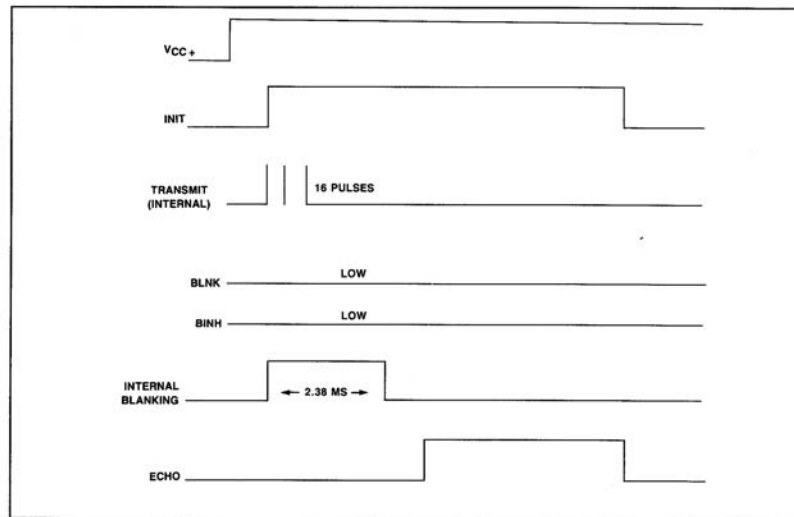 VCC+
INIT
TRANSMIT
(INTERNAL)
16 PULSES
BLNK
LOW
BINH
LOW
INTERNAL
BLANKING
2.38 MS
ECHO